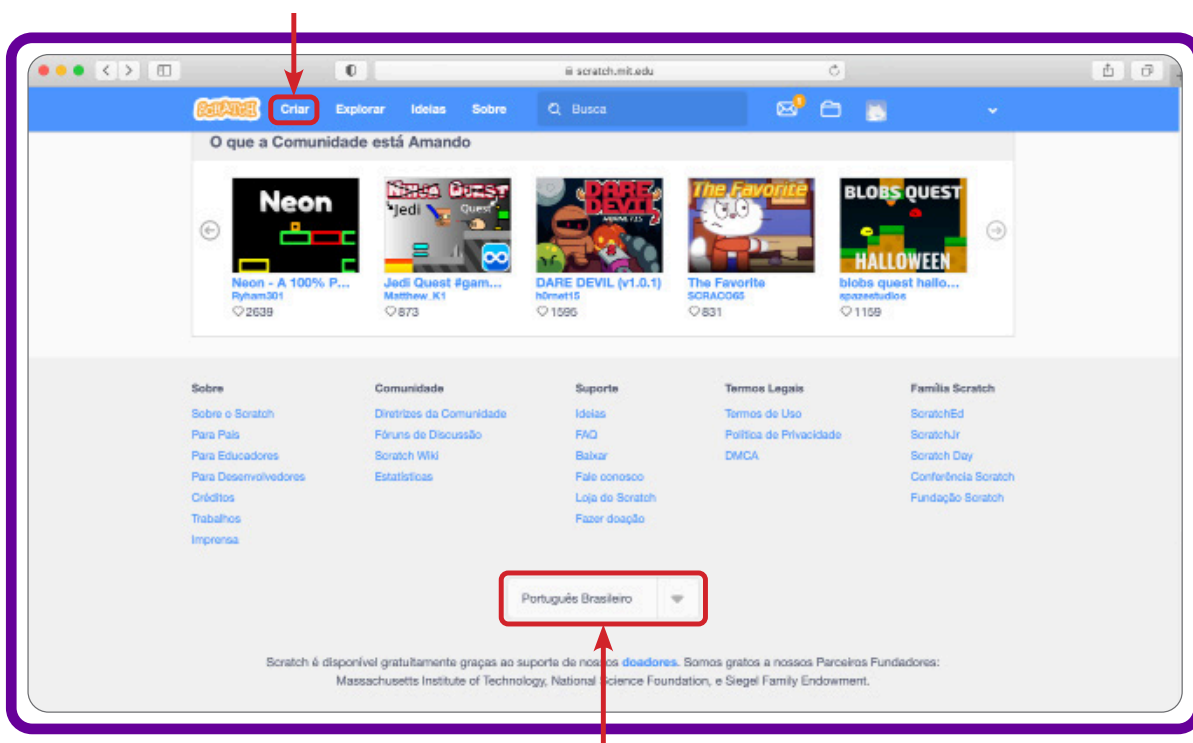 scratch.mit.edu
SCRATCH Criar Explorar Ideias Sobre Busca 1
O que a Comunidade está Amando
Neon
Ninja Quest
"Jedi Quest"
DARE DEVIL
The Favorite
BLOBS QUEST
HALLOWEEN
Neon - A 100% P... Jedi Quest #gam... DARE DEVIL (v1.0.1) The Favorite blobs quest hallo...
Ryham301 Matthew_K1 h0rnet15 SCRACO65 spazestudios
2639 873 1595 831 1159
Sobre Comunidade Suporte Termos Legais Família Scratch
Sobre o Scratch Diretrizes da Comunidade Ideias Termos de Uso ScratchEd
Para Pais Fóruns de Discussão FAQ Política de Privacidade ScratchJr
Para Educadores Scratch Wiki Baixar DMCA Scratch Day
Para Desenvolvedores Estatísticas Fale conosco Conferência Scratch
Créditos Loja do Scratch Fundação Scratch
Trabalhos Fazer doação
Imprensa
Português Brasileiro
Scratch é disponível gratuitamente graças ao suporte de nossos doadores. Somos gratos a nossos Parceiros Fundadores:
Massachusetts Institute of Technology, National Science Foundation, e Siegel Family Endowment.